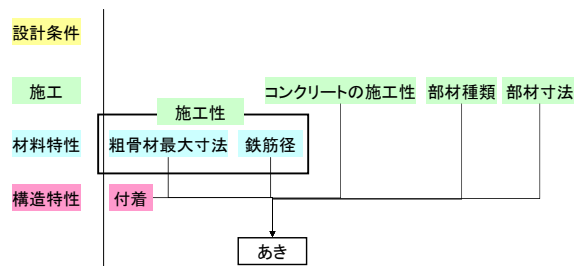 設計条件
施工
コンクリートの施工性
部材種類
部材寸法
施工性
材料特性
粗骨材最大寸法
鉄筋径
構造特性
付着
あき